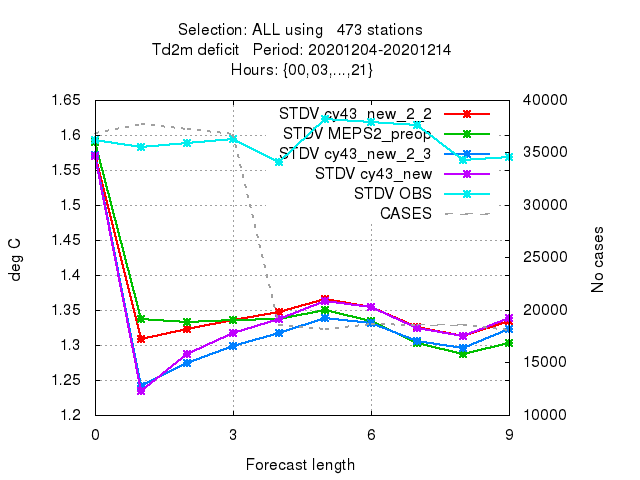 Selection: ALL using 473 stations
Td2m deficit Period: 20201204-20201214
Hours: {00,03,...,21}
STDV cy43_new_2_2
STDV MEPS2_preop
STDV cy43_new_2_3
STDV cy43_new
STDV OBS
CASES
1.65
1.6
1.55
1.5
1.45
1.4
1.35
1.3
1.25
1.2
40000
35000
30000
25000
20000
15000
10000
deg C
No cases
0 3 6 9
Forecast length